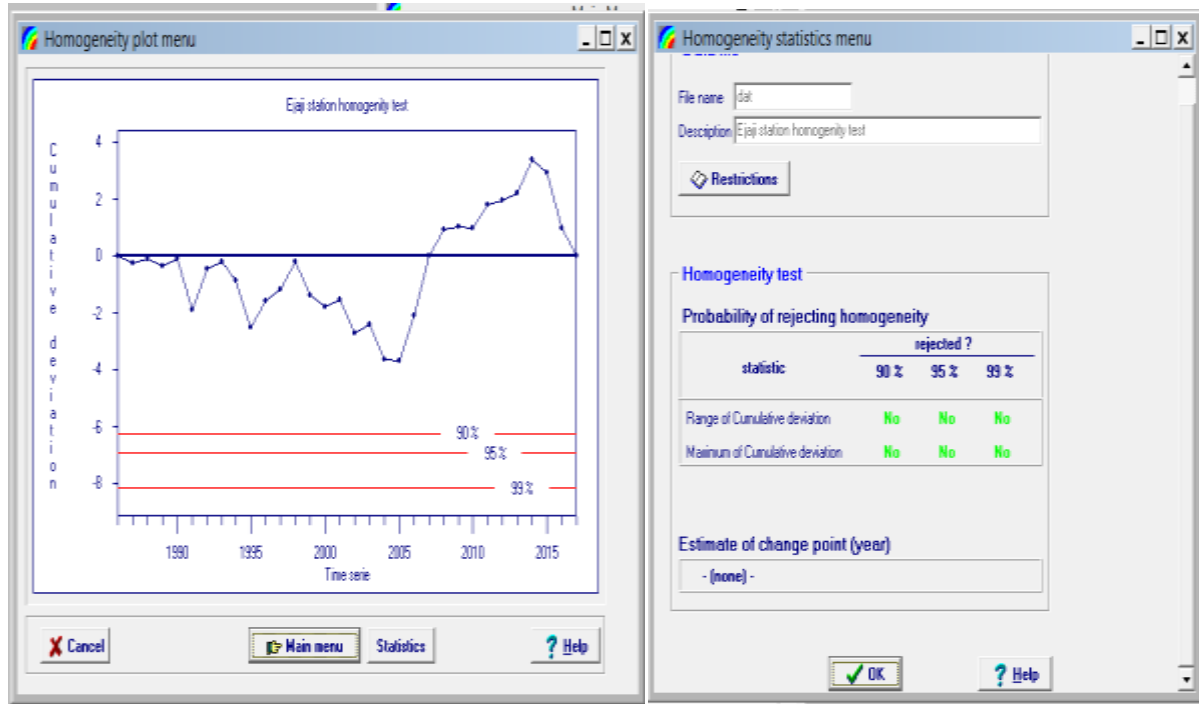 Homogeneity plot menu
Ejaji station homogenity test
Cumulative deviation
4
2
0
-2
-4
-6
-8
90 %
95 %
99 %
1990 1995 2000 2005 2010 2015
Time serie
Cancel Main menu Statistics Help
Homogeneity statistics menu
File name dat
Description Ejaji station homogenity test
Restrictions
Homogeneity test
Probability of rejecting homogeneity
rejected ?
statistic 90 % 95 % 99 %
Range of Cumulative deviation No No No
Maximum of Cumulative deviation No No No
Estimate of change point (year)
- (none) -
OK Help